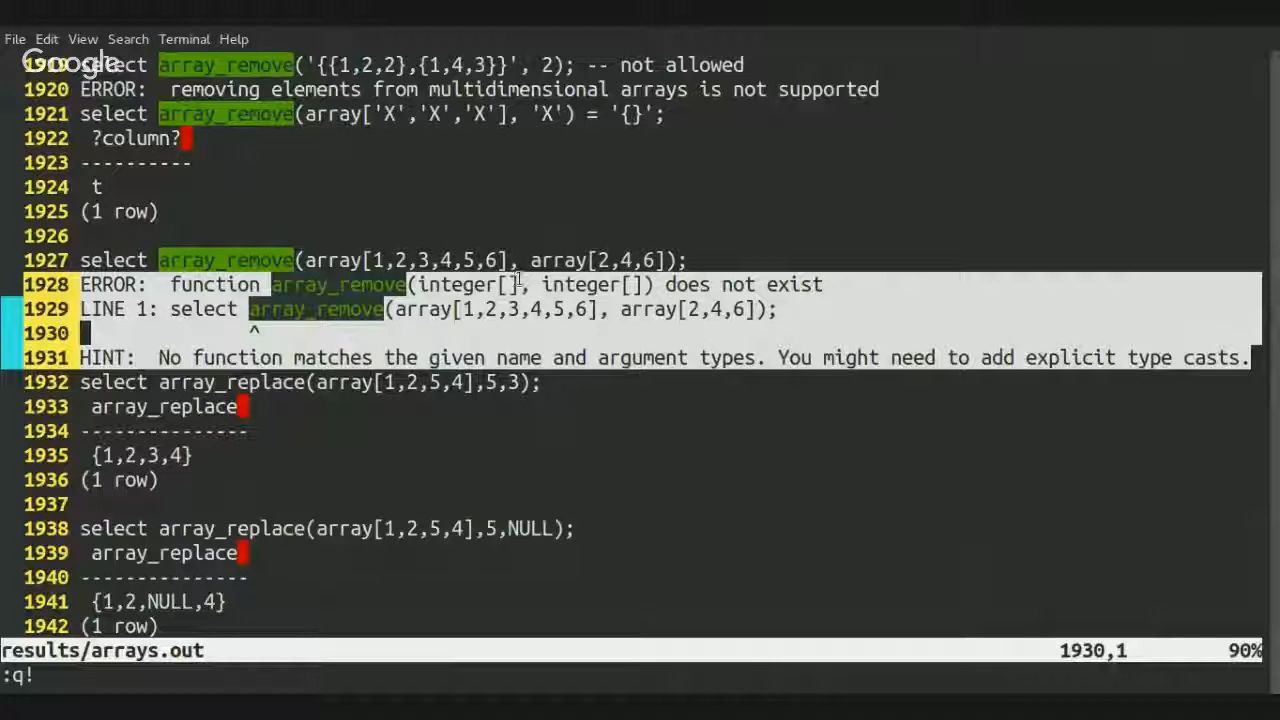 File Edit View Search Terminal Help
Google
1919 select array_remove('{{1,2,2},{1,4,3}}', 2); -- not allowed
1920 ERROR:  removing elements from multidimensional arrays is not supported
1921 select array_remove(array['X','X','X'], 'X') = '{}';
1922  ?column?
1923 ----------
1924  t
1925 (1 row)
1926
1927 select array_remove(array[1,2,3,4,5,6], array[2,4,6]);
1928 ERROR:  function array_remove(integer[], integer[]) does not exist
1929 LINE 1: select array_remove(array[1,2,3,4,5,6], array[2,4,6]);
1930                ^
1931 HINT:  No function matches the given name and argument types. You might need to add explicit type casts.
1932 select array_replace(array[1,2,5,4],5,3);
1933  array_replace
1934 ---------------
1935  {1,2,3,4}
1936 (1 row)
1937
1938 select array_replace(array[1,2,5,4],5,NULL);
1939  array_replace
1940 ---------------
1941  {1,2,NULL,4}
1942 (1 row)
results/arrays.out 1930,1 90%
:q!